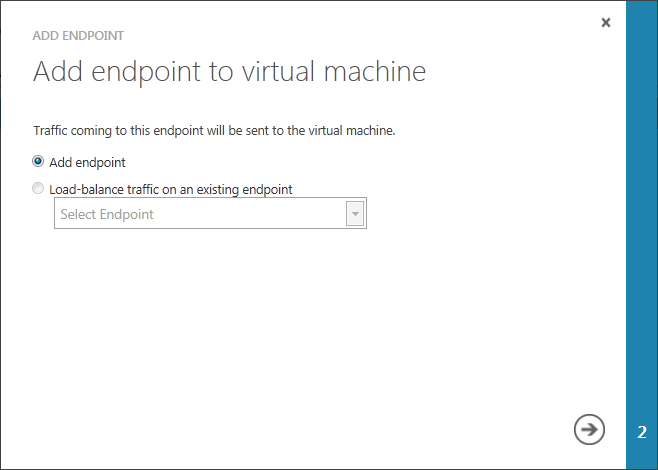 ADD ENDPOINT
Add endpoint to virtual machine
Traffic coming to this endpoint will be sent to the virtual machine.
Add endpoint
Load-balance traffic on an existing endpoint
Select Endpoint
2